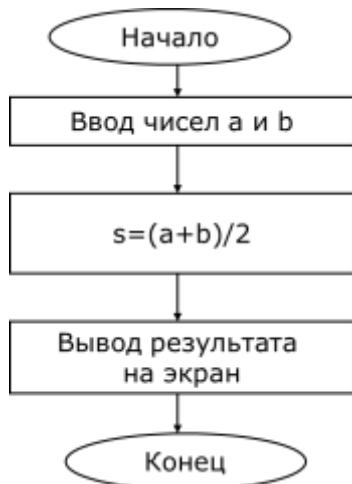 Начало
Ввод чисел a и b
s=(a+b)/2
Вывод результата
на экран
Конец